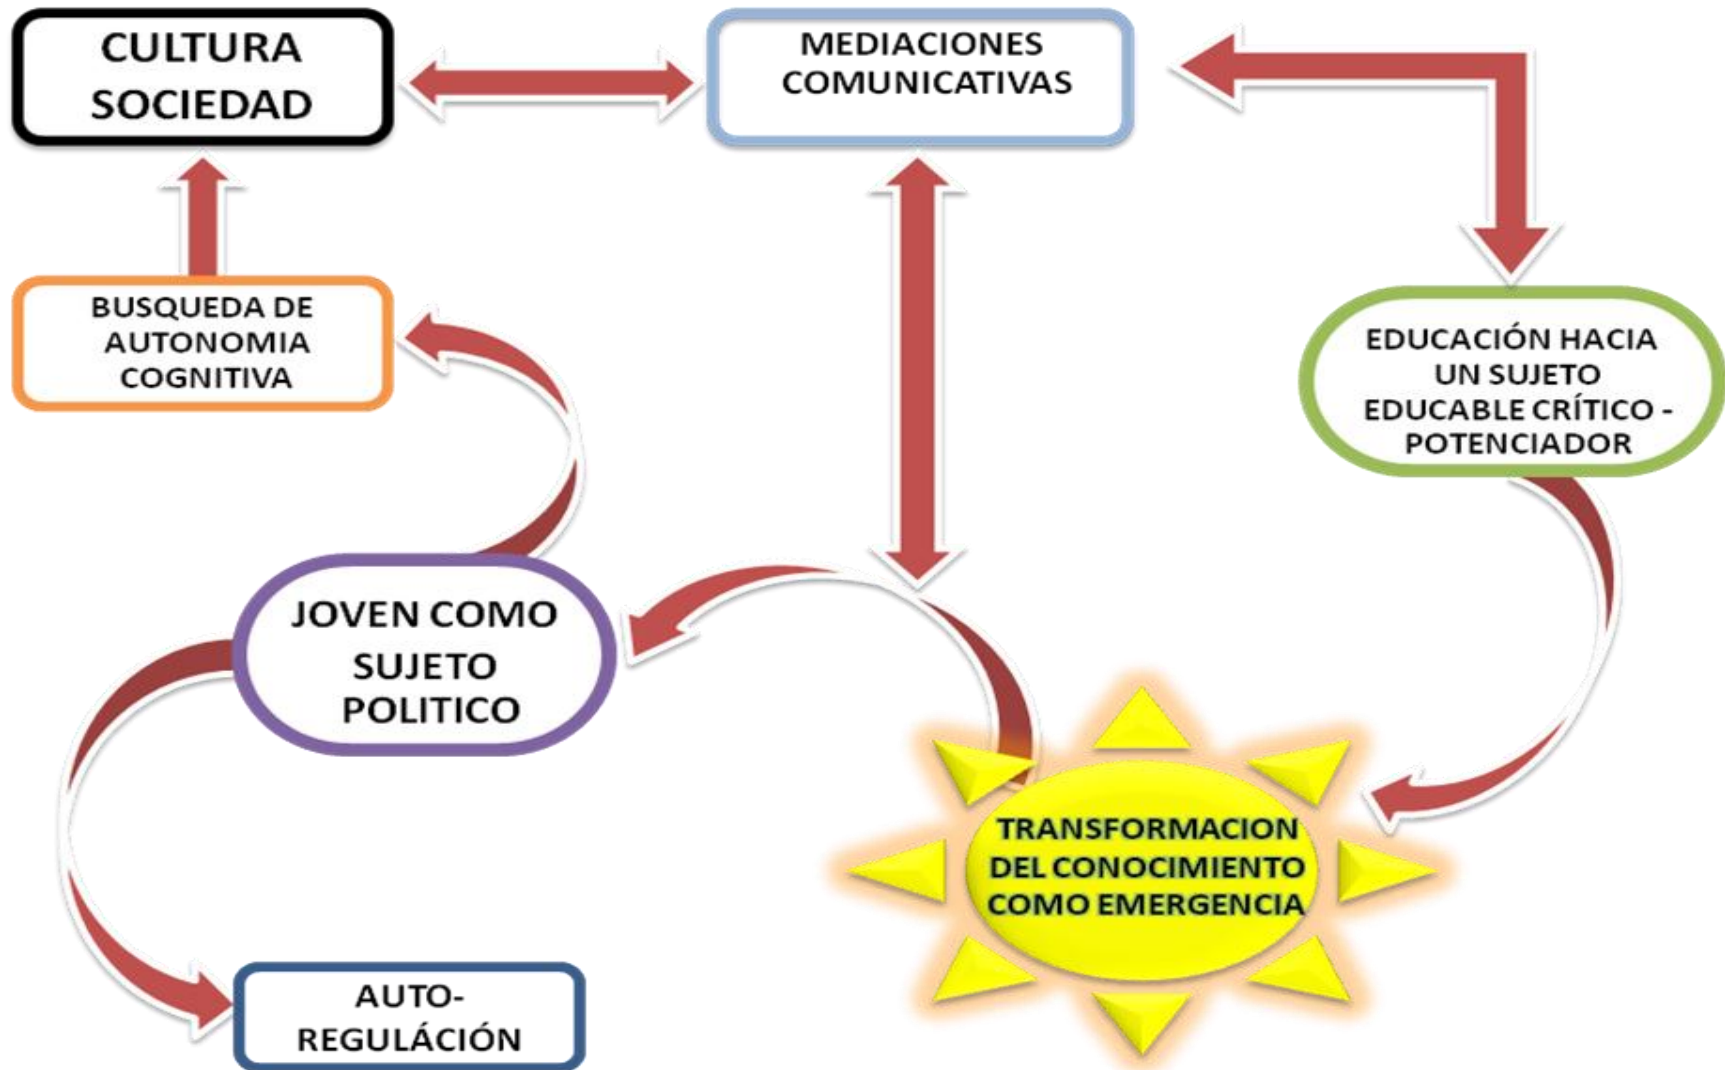 CULTURA
SOCIEDAD
MEDIACIONES
COMUNICATIVAS
BUSQUEDA DE
AUTONOMIA
COGNITIVA
EDUCACIÓN HACIA
UN SUJETO
EDUCABLE CRÍTICO -
POTENCIADOR
JOVEN COMO
SUJETO
POLITICO
TRANSFORMACION
DEL CONOCIMIENTO
COMO EMERGENCIA
AUTO-
REGULÁCIÓN